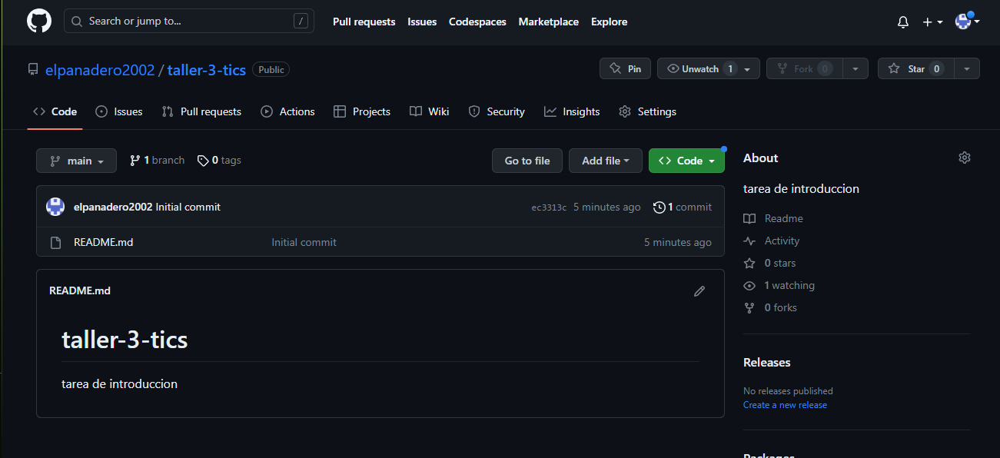 Search or jump to... / Pull requests Issues Codespaces Marketplace Explore
elpanadero2002 / taller-3-tics Public Pin Unwatch 1 Fork 0 Star 0
Code Issues Pull requests Actions Projects Wiki Security Insights Settings
main 1 branch 0 tags Go to file Add file Code
elpanadero2002 Initial commit ec3313c 5 minutes ago 1 commit
README.md Initial commit 5 minutes ago
README.md
taller-3-tics
tarea de introduccion
About
tarea de introduccion
Readme
Activity
0 stars
1 watching
0 forks
Releases
No releases published
Create a new release
Packages